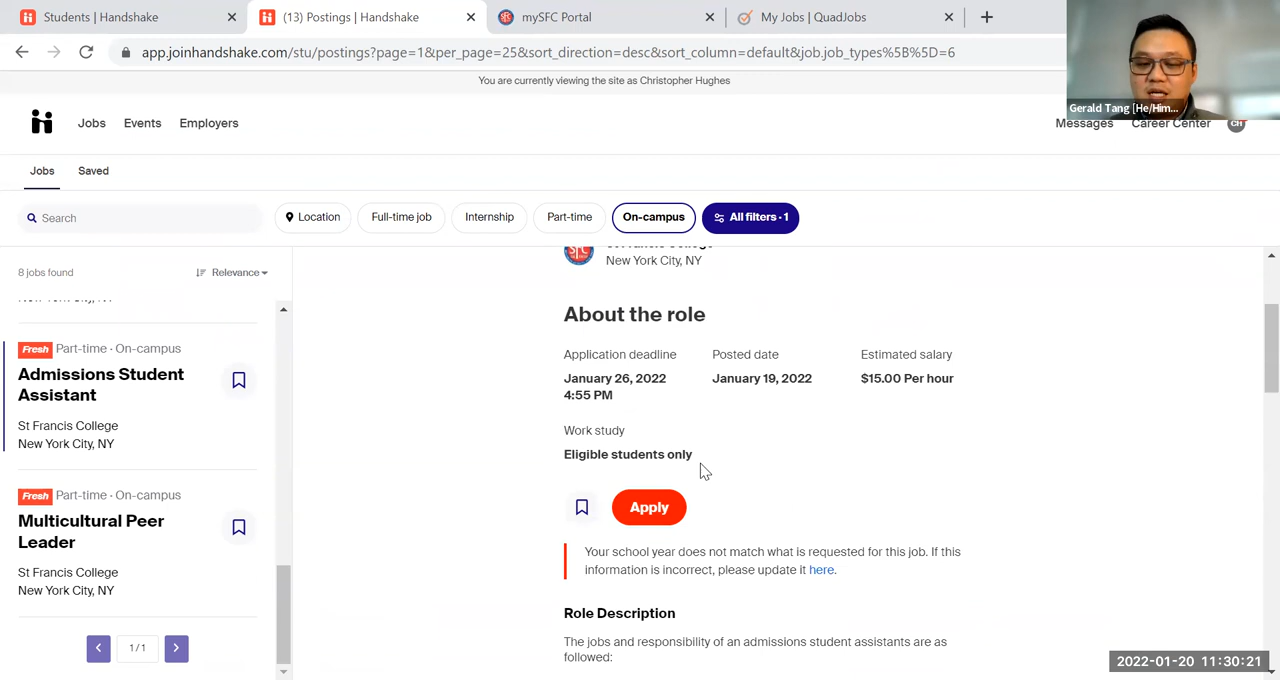 Students | Handshake
(13) Postings | Handshake
mySFC Portal
My Jobs | QuadJobs
app.joinhandshake.com/stu/postings?page=1&per_page=25&sort_direction=desc&sort_column=default&job.job_types%5B%5D=6
You are currently viewing the site as Christopher Hughes
Gerald Tang [He/Him...
Jobs
Events
Employers
Messages
Career Center
CH
Jobs
Saved
Search
Location
Full-time job
Internship
Part-time
On-campus
All filters · 1
8 jobs found
Relevance
New York City, NY
Fresh Part-time · On-campus
Admissions Student
Assistant
St Francis College
New York City, NY
Fresh Part-time · On-campus
Multicultural Peer
Leader
St Francis College
New York City, NY
1 / 1
SFC
St Francis College
New York City, NY
About the role
Application deadline
January 26, 2022
4:55 PM
Posted date
January 19, 2022
Estimated salary
$15.00 Per hour
Work study
Eligible students only
Apply
Your school year does not match what is requested for this job. If this
information is incorrect, please update it here.
Role Description
The jobs and responsibility of an admissions student assistants are as
followed:
2022-01-20 11:30:21